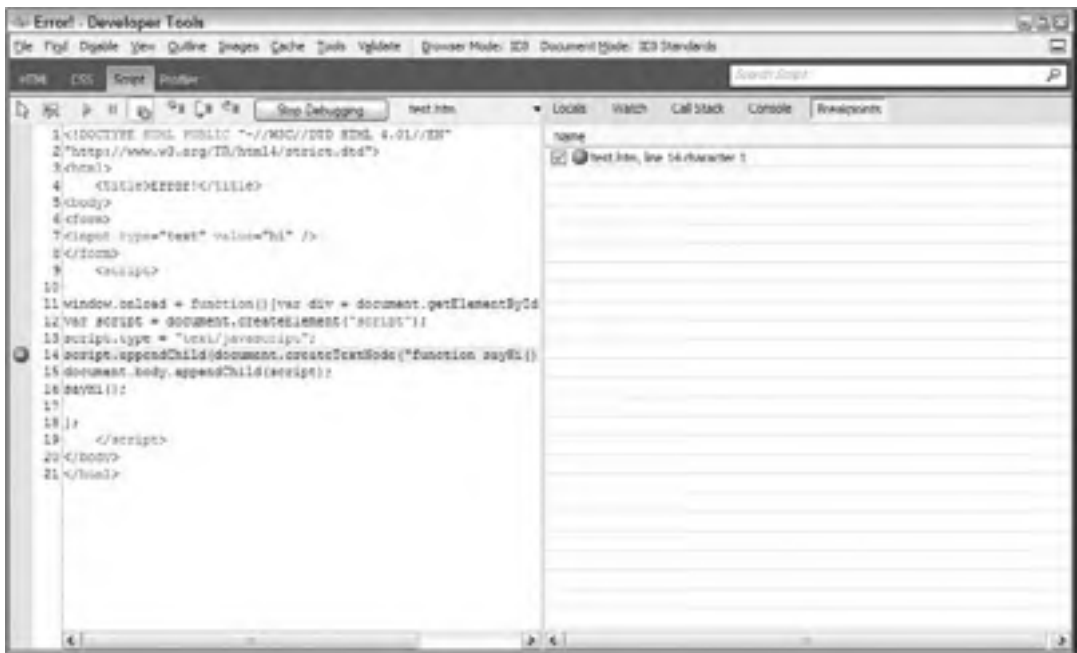 Error! - Developer Tools
File Find Disable View Outline Images Cache Tools Validate Browser Mode: IE8 Document Mode: IE8 Standards
HTML CSS Script Profiler Search Script
Stop Debugging test.htm Locals Watch Call Stack Console Breakpoints
Name
test.htm, line 14 character 1
1 <!DOCTYPE HTML PUBLIC "-//W3C//DTD HTML 4.01//EN"
2 "http://www.w3.org/TR/html4/strict.dtd">
3 <html>
4 <title>Error!</title>
5 <body>
6 <form>
7 <input type="text" value="hi" />
8 </form>
9 <script>
10
11 window.onload = function(){var div = document.getElementById
12 var script = document.createElement("script");
13 script.type = "text/javascript";
14 script.appendChild(document.createTextNode("function sayHi()
15 document.body.appendChild(script);
16 sayHi();
17
18 };
19 </script>
20 </body>
21 </html>